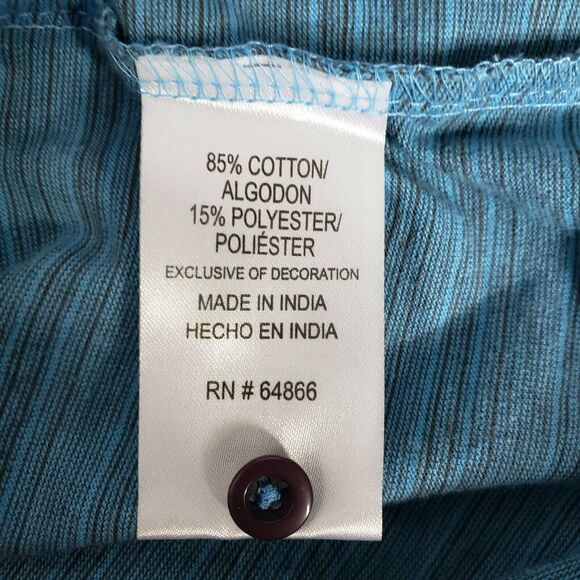 85% COTTON/
ALGODON
15% POLYESTER/
POLIÉSTER
EXCLUSIVE OF DECORATION
MADE IN INDIA
HECHO EN INDIA
RN # 64866